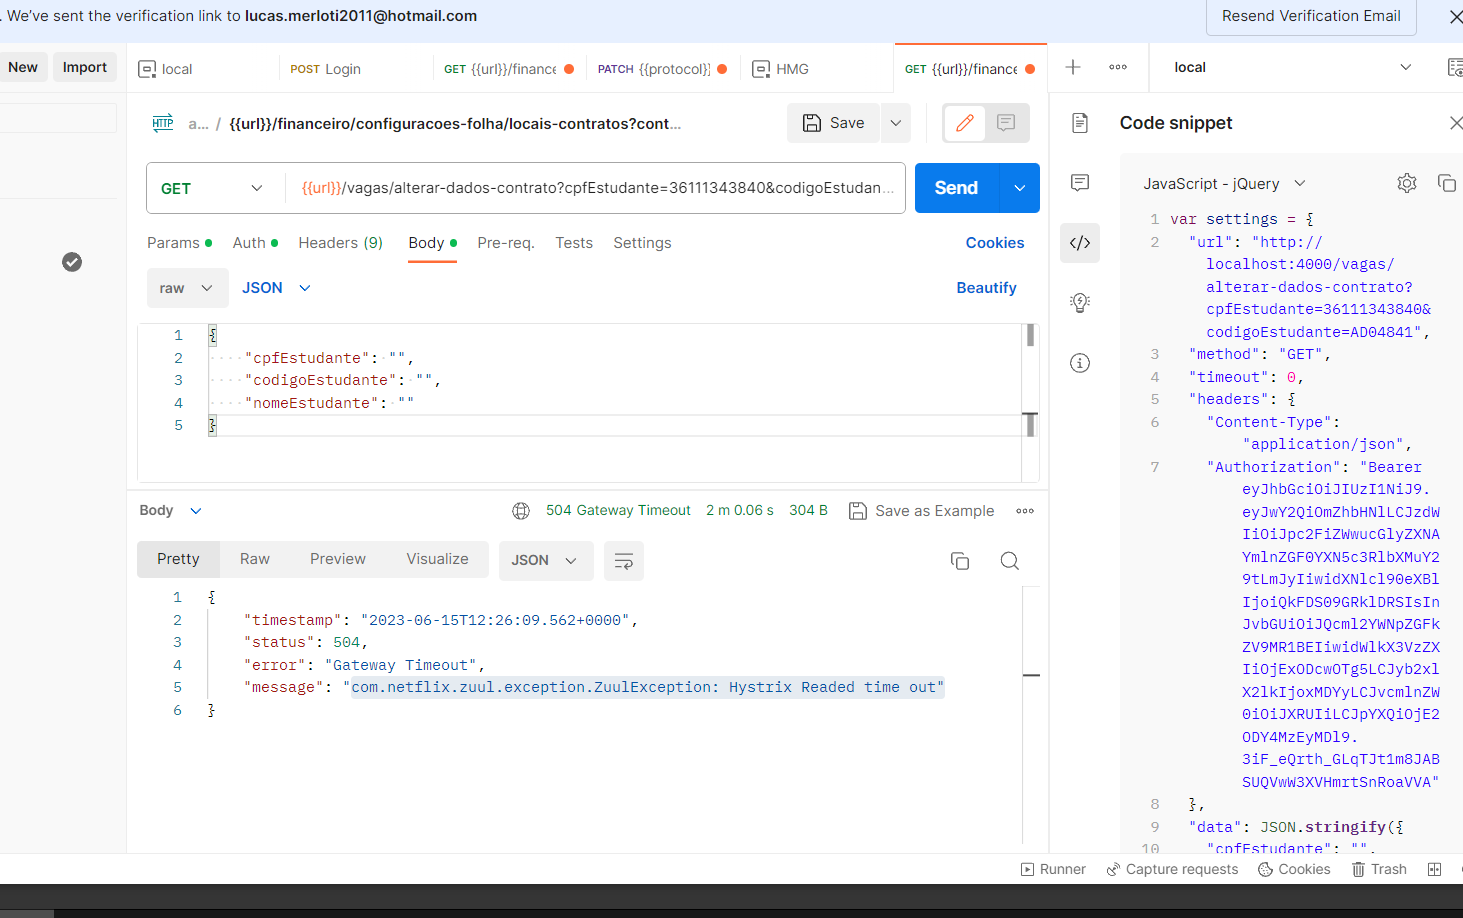 . We've sent the verification link to lucas.merloti2011@hotmail.com
Resend Verification Email
New
Import
local
POST Login
GET {{url}}/finance
PATCH {{protocol}}
HMG
GET {{url}}/finance
local
HTTP
a... / {{url}}/financeiro/configuracoes-folha/locais-contratos?cont...
Save
GET
{{url}}/vagas/alterar-dados-contrato?cpfEstudante=36111343840&codigoEstudan...
Send
Params
Auth
Headers (9)
Body
Pre-req.
Tests
Settings
Cookies
raw
JSON
Beautify
1 {
2 ····"cpfEstudante":·"",
3 ····"codigoEstudante":·"",
4 ····"nomeEstudante":·""
5 }
Body
504 Gateway Timeout
2 m 0.06 s
304 B
Save as Example
Pretty
Raw
Preview
Visualize
JSON
1 {
2 "timestamp": "2023-06-15T12:26:09.562+0000",
3 "status": 504,
4 "error": "Gateway Timeout",
5 "message": "com.netflix.zuul.exception.ZuulException: Hystrix Readed time out"
6 }
Code snippet
JavaScript - jQuery
1 var settings = {
2 "url": "http://
localhost:4000/vagas/
alterar-dados-contrato?
cpfEstudante=36111343840&
codigoEstudante=AD04841",
3 "method": "GET",
4 "timeout": 0,
5 "headers": {
6 "Content-Type":
"application/json",
7 "Authorization": "Bearer
eyJhbGciOiJIUzI1NiJ9.
eyJwY2QiOmZhbHNlLCJzdW
IiOiJpc2FiZWwucGlyZXNA
YmlnZGF0YXN5c3RlbXMuY2
9tLmJyIiwidXNlcl90eXBl
IjoiQkFDS09GRklDRSIsIn
JvbGUiOiJQcml2YWNpZGFk
ZV9MR1BEIiwidWlkX3VzZX
IiOjExODcwOTg5LCJyb2xl
X2lkIjoxMDYyLCJvcmlnZW
0iOiJXRUIiLCJpYXQiOjE2
ODY4MzEyMDl9.
3iF_eQrth_GLqTJt1m8JAB
SUQVwW3XVHmrtSnRoaVVA"
8 },
9 "data": JSON.stringify({
10 "cpfEstudante": "",
Runner
Capture requests
Cookies
Trash